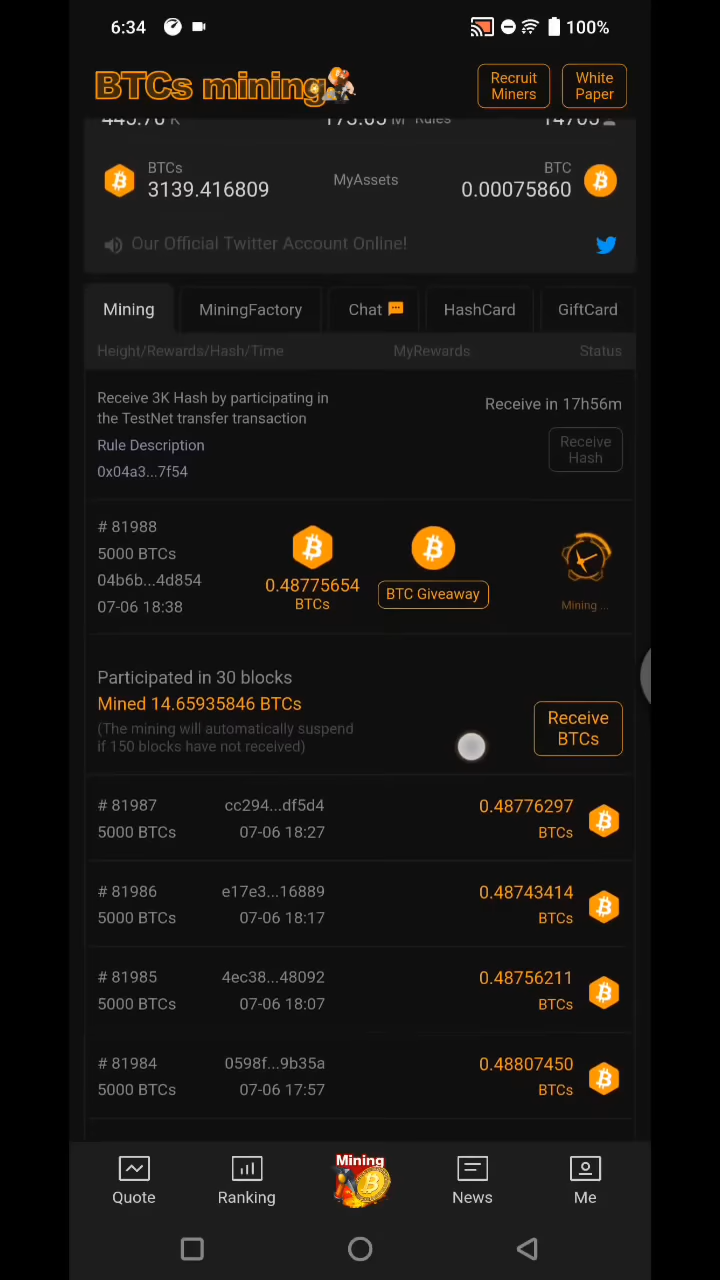 6:34
100%
BTCs mining
Recruit Miners
White Paper
Rules
BTCs
3139.416809
MyAssets
BTC
0.00075860
Our Official Twitter Account Online!
Mining
MiningFactory
Chat
HashCard
GiftCard
Height/Rewards/Hash/Time
MyRewards
Status
Receive 3K Hash by participating in
the TestNet transfer transaction
Receive in 17h56m
Rule Description
0x04a3...7f54
Receive
Hash
# 81988
5000 BTCs
04b6b...4d854
07-06 18:38
0.48775654
BTCs
BTC Giveaway
Mining ...
Participated in 30 blocks
Mined 14.65935846 BTCs
(The mining will automatically suspend
if 150 blocks have not received)
Receive
BTCs
# 81987 cc294...df5d4 0.48776297
5000 BTCs 07-06 18:27 BTCs
# 81986 e17e3...16889 0.48743414
5000 BTCs 07-06 18:17 BTCs
# 81985 4ec38...48092 0.48756211
5000 BTCs 07-06 18:07 BTCs
# 81984 0598f...9b35a 0.48807450
5000 BTCs 07-06 17:57 BTCs
Mining
Quote
Ranking
News
Me